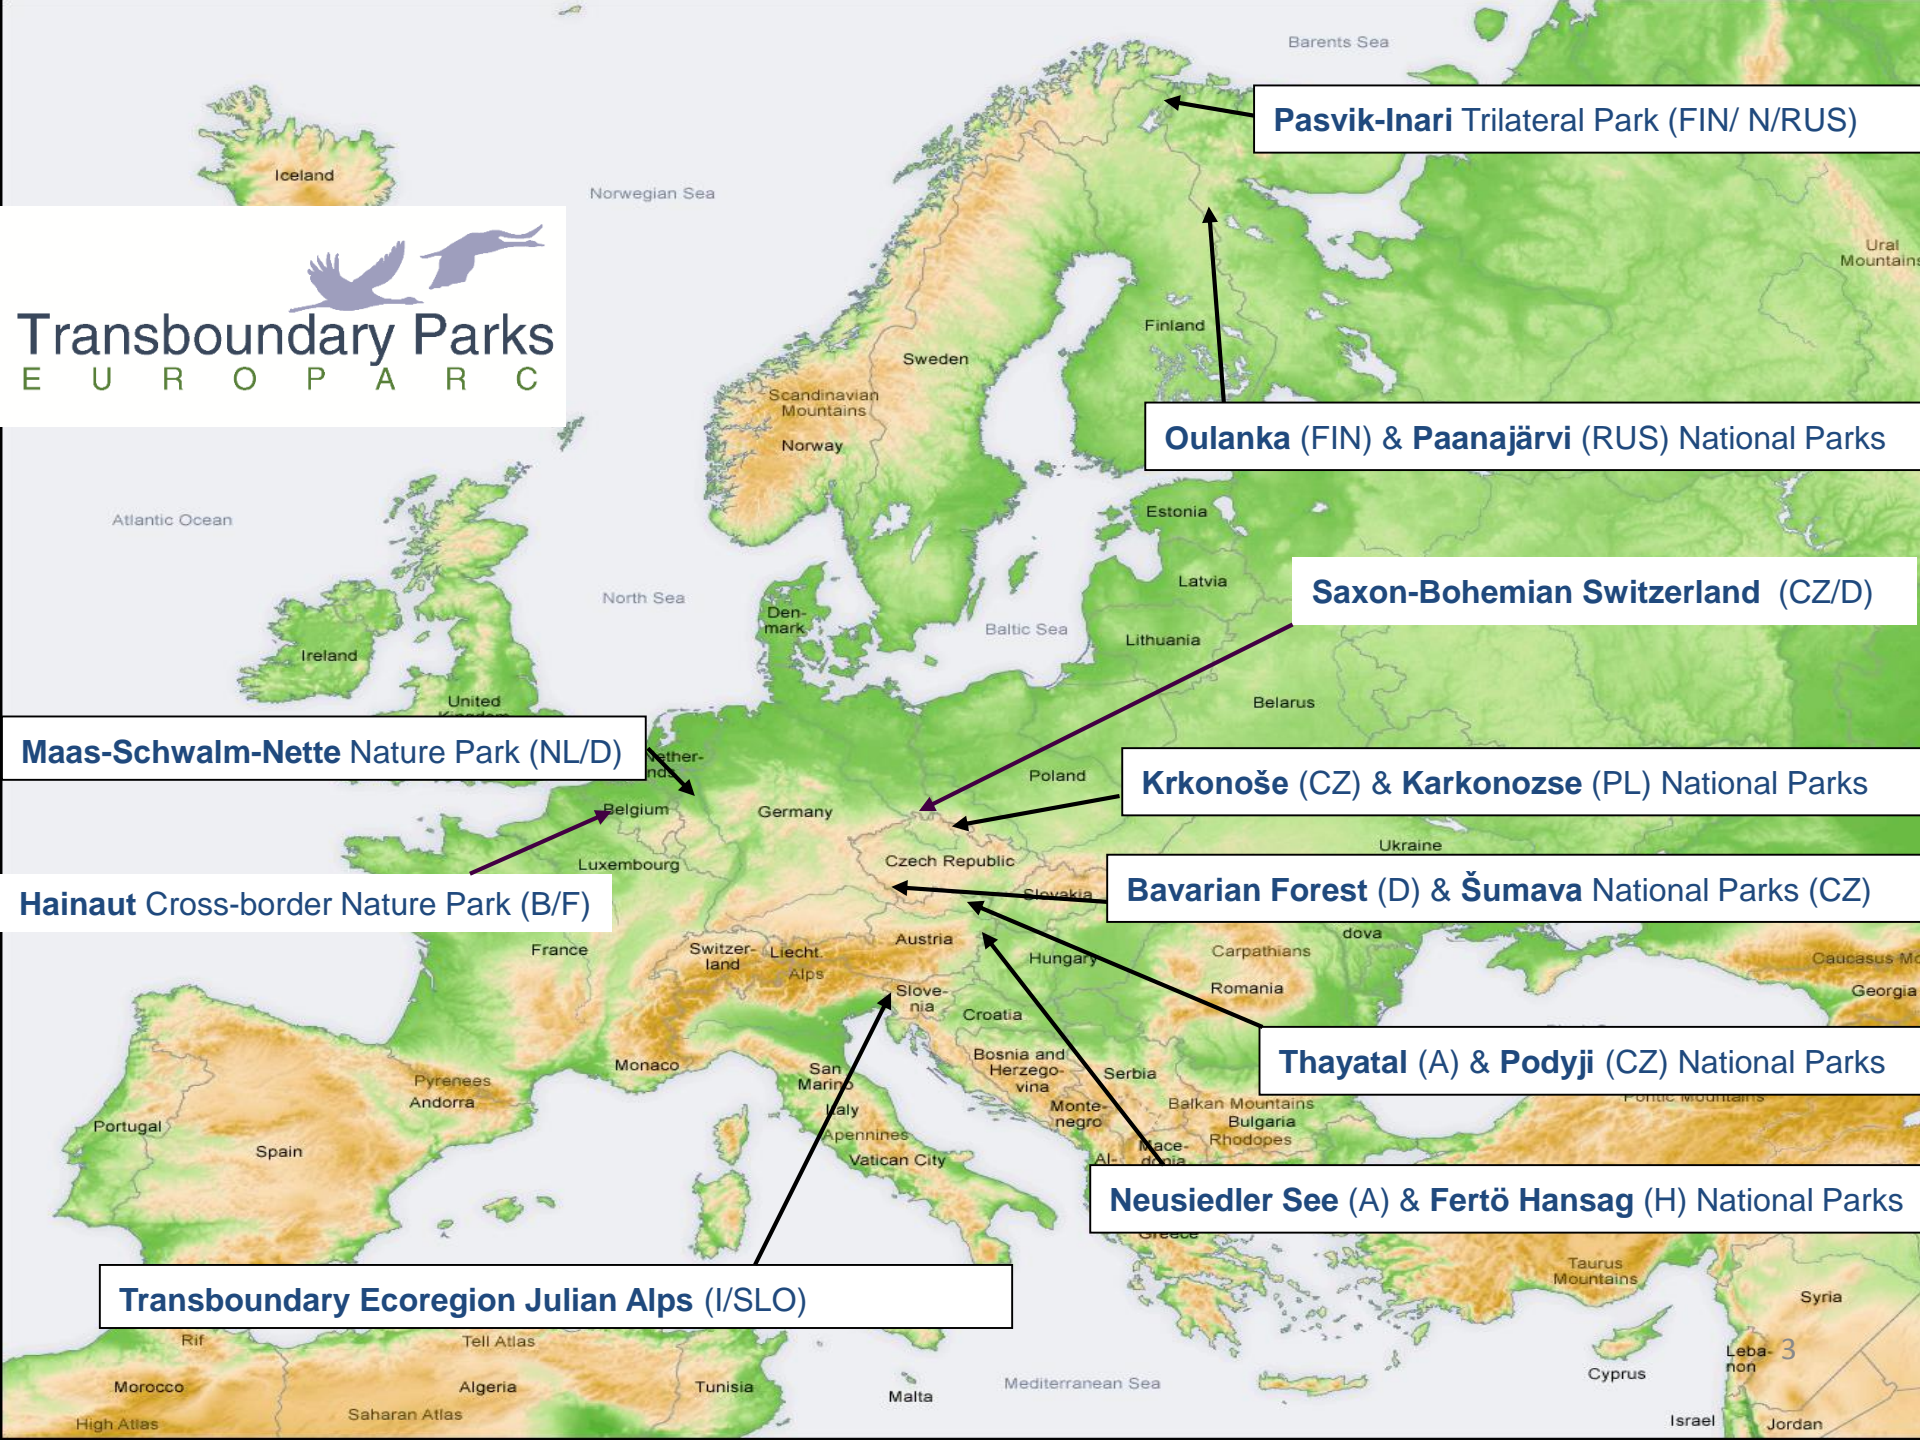 Barents Sea
Pasvik-Inari Trilateral Park (FIN/ N/RUS)
Iceland
Norwegian Sea
Ural
Mountains
Transboundary Parks
E U R O P A R C
Finland
Sweden
Scandinavian
Mountains
Norway
Oulanka (FIN) & Paanajärvi (RUS) National Parks
Atlantic Ocean
Estonia
Latvia
Saxon-Bohemian Switzerland (CZ/D)
North Sea
Den-
mark
Baltic Sea
Lithuania
Ireland
United
Kingdom
Belarus
Maas-Schwalm-Nette Nature Park (NL/D)
Nether-
nds
Poland
Krkonoše (CZ) & Karkonozse (PL) National Parks
Belgium
Germany
Ukraine
Luxembourg
Czech Republic
Slovakia
Bavarian Forest (D) & Šumava National Parks (CZ)
Hainaut Cross-border Nature Park (B/F)
dova
France
Switzer-
land
Liecht.
Alps
Austria
Hungary
Carpathians
Caucasus Mo
Romania
Georgia
Slove-
nia
Croatia
Thayatal (A) & Podyji (CZ) National Parks
Monaco
San
Marino
Bosnia and
Herzego-
vina
Serbia
Pyrenees
Andorra
Italy
Monte-
negro
Balkan Mountains
Bulgaria
Rhodopes
Pontic Mountains
Portugal
Spain
Apennines
Vatican City
Mace-
donia
Al-
Neusiedler See (A) & Fertö Hansag (H) National Parks
Greece
Taurus
Mountains
Transboundary Ecoregion Julian Alps (I/SLO)
Syria
Rif
Tell Atlas
Leba-
non
3
Cyprus
Morocco
Algeria
Tunisia
Malta
Mediterranean Sea
High Atlas
Saharan Atlas
Israel
Jordan